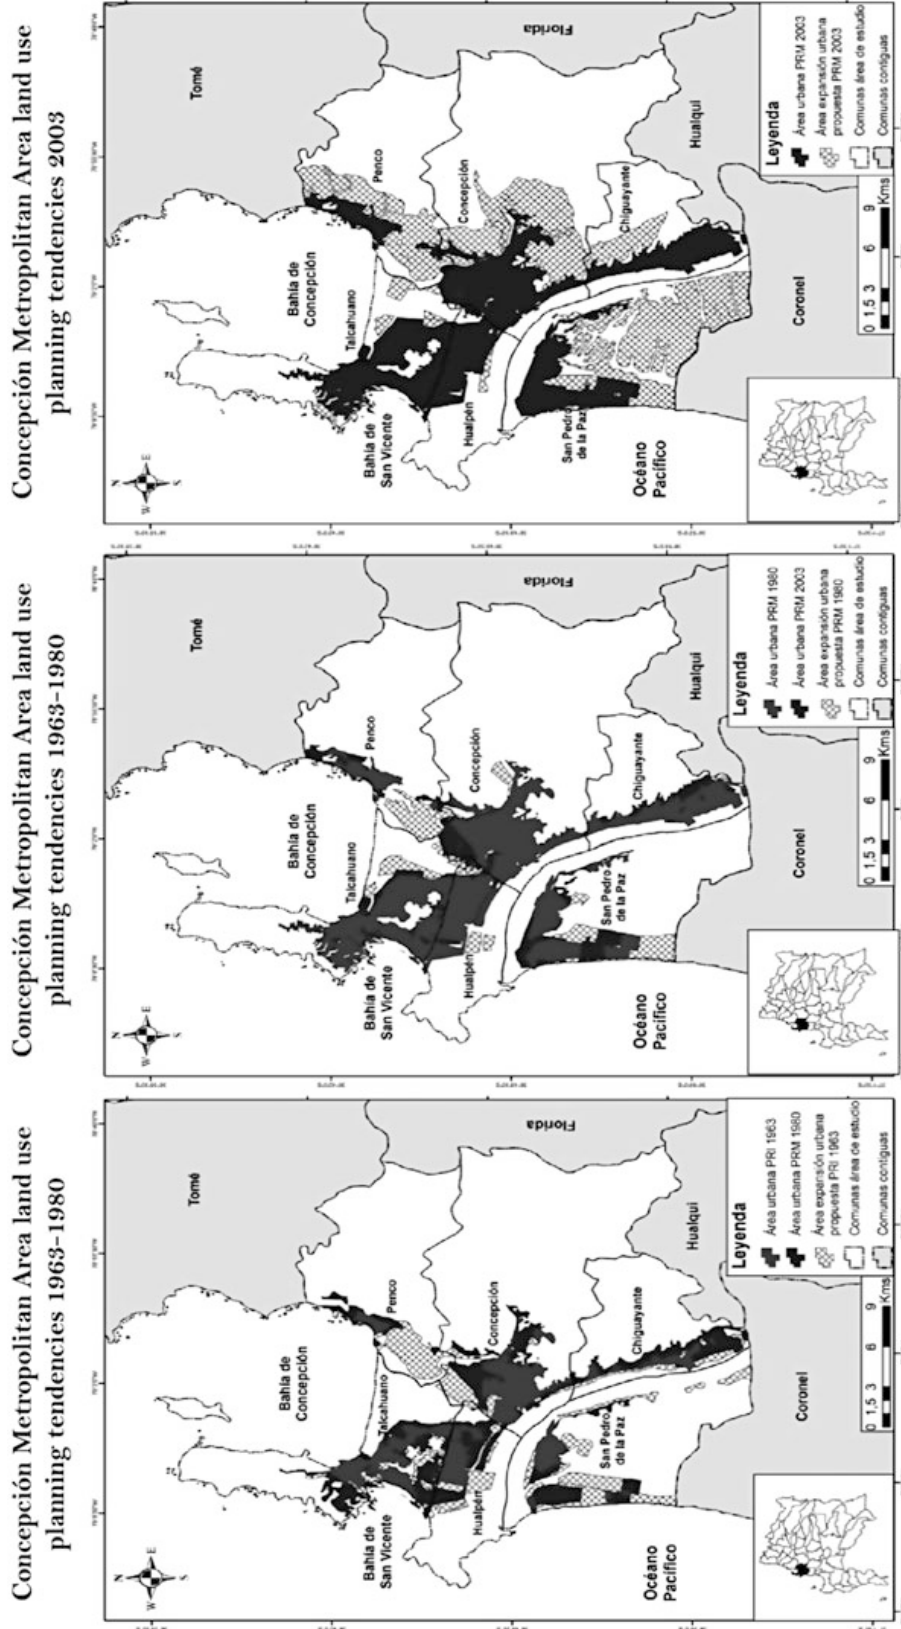 Concepción Metropolitan Area land use
planning tendencies 1963–1980
Tomé
Florida
Bahía de
Concepción
Penco
Talcahuano
Concepción
Bahía de
San Vicente
Hualpén
Chiguayante
San Pedro
de la Paz
Hualqui
Océano
Pacífico
Coronel
N
E
S
W
Leyenda
Área urbana PRI 1963
Área urbana PRM 1980
Área expansión urbana
propuesta PRI 1963
Comunas área de estudio
Comunas contiguas
0 1,5 3 6 9
Kms
Concepción Metropolitan Area land use
planning tendencies 1963–1980
Tomé
Florida
Bahía de
Concepción
Penco
Talcahuano
Concepción
Bahía de
San Vicente
Hualpén
Chiguayante
San Pedro
de la Paz
Hualqui
Océano
Pacífico
Coronel
N
E
S
W
Leyenda
Área urbana PRM 1980
Área urbana PRM 2003
Área expansión urbana
propuesta PRM 1980
Comunas área de estudio
Comunas contiguas
0 1,5 3 6 9
Kms
Concepción Metropolitan Area land use
planning tendencies 2003
Tomé
Florida
Bahía de
Concepción
Penco
Talcahuano
Concepción
Bahía de
San Vicente
Hualpén
Chiguayante
San Pedro
de la Paz
Hualqui
Océano
Pacífico
Coronel
N
E
S
W
Leyenda
Área urbana PRM 2003
Área expansión urbana
propuesta PRM 2003
Comunas área de estudio
Comunas contiguas
0 1,5 3 6 9
Kms